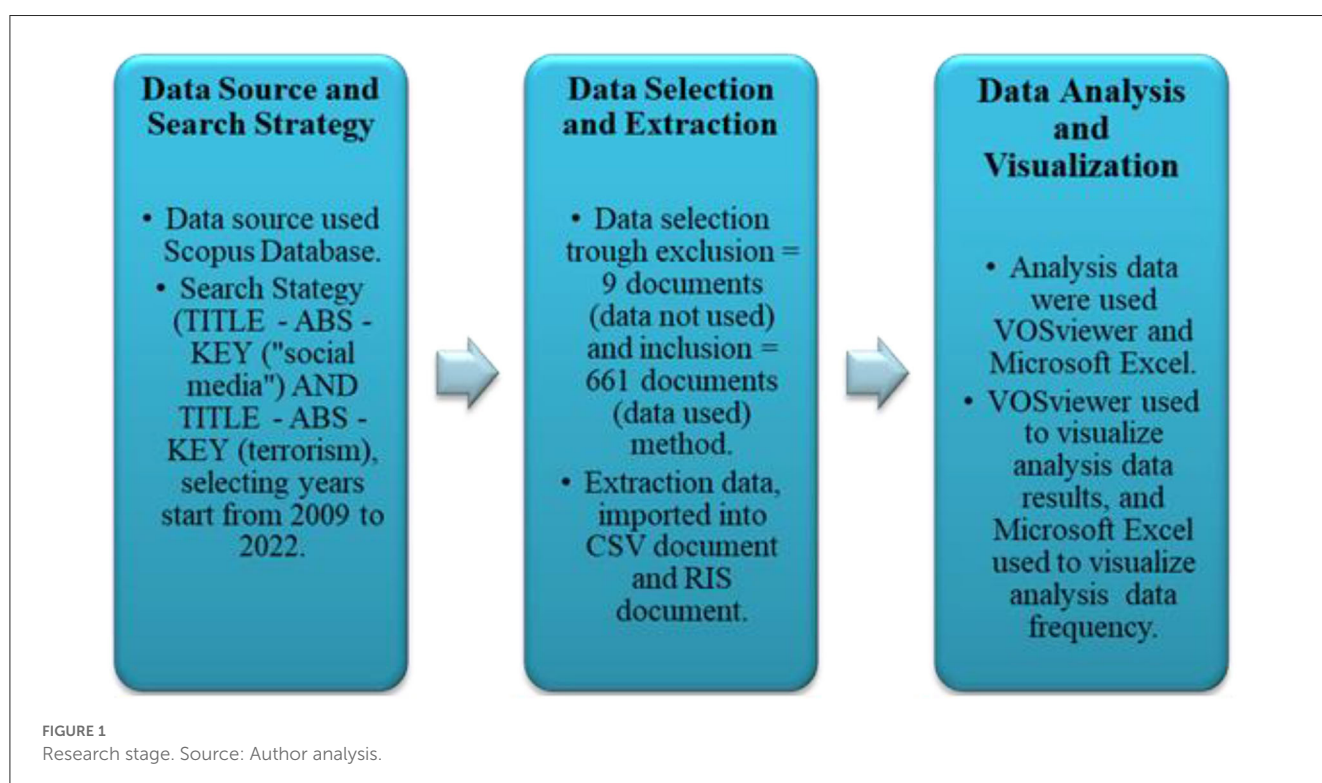 Data Source and
Search Strategy
• Data source used
Scopus Database.
• Search Stategy
(TITLE - ABS -
KEY ("social
media") AND
TITLE - ABS -
KEY (terrorism),
selecting years
start from 2009 to
2022.
Data Selection
and Extraction
• Data selection
trough exclusion =
9 documents
(data not used)
and inclusion =
661 documents
(data used)
method.
• Extraction data,
imported into
CSV document
and RIS
document.
Data Analysis
and
Visualization
• Analysis data
were used
VOSviewer and
Microsoft Excel.
• VOSviewer used
to visualize
analysis data
results, and
Microsoft Excel
used to visualize
analysis data
frequency.
FIGURE 1
Research stage. Source: Author analysis.